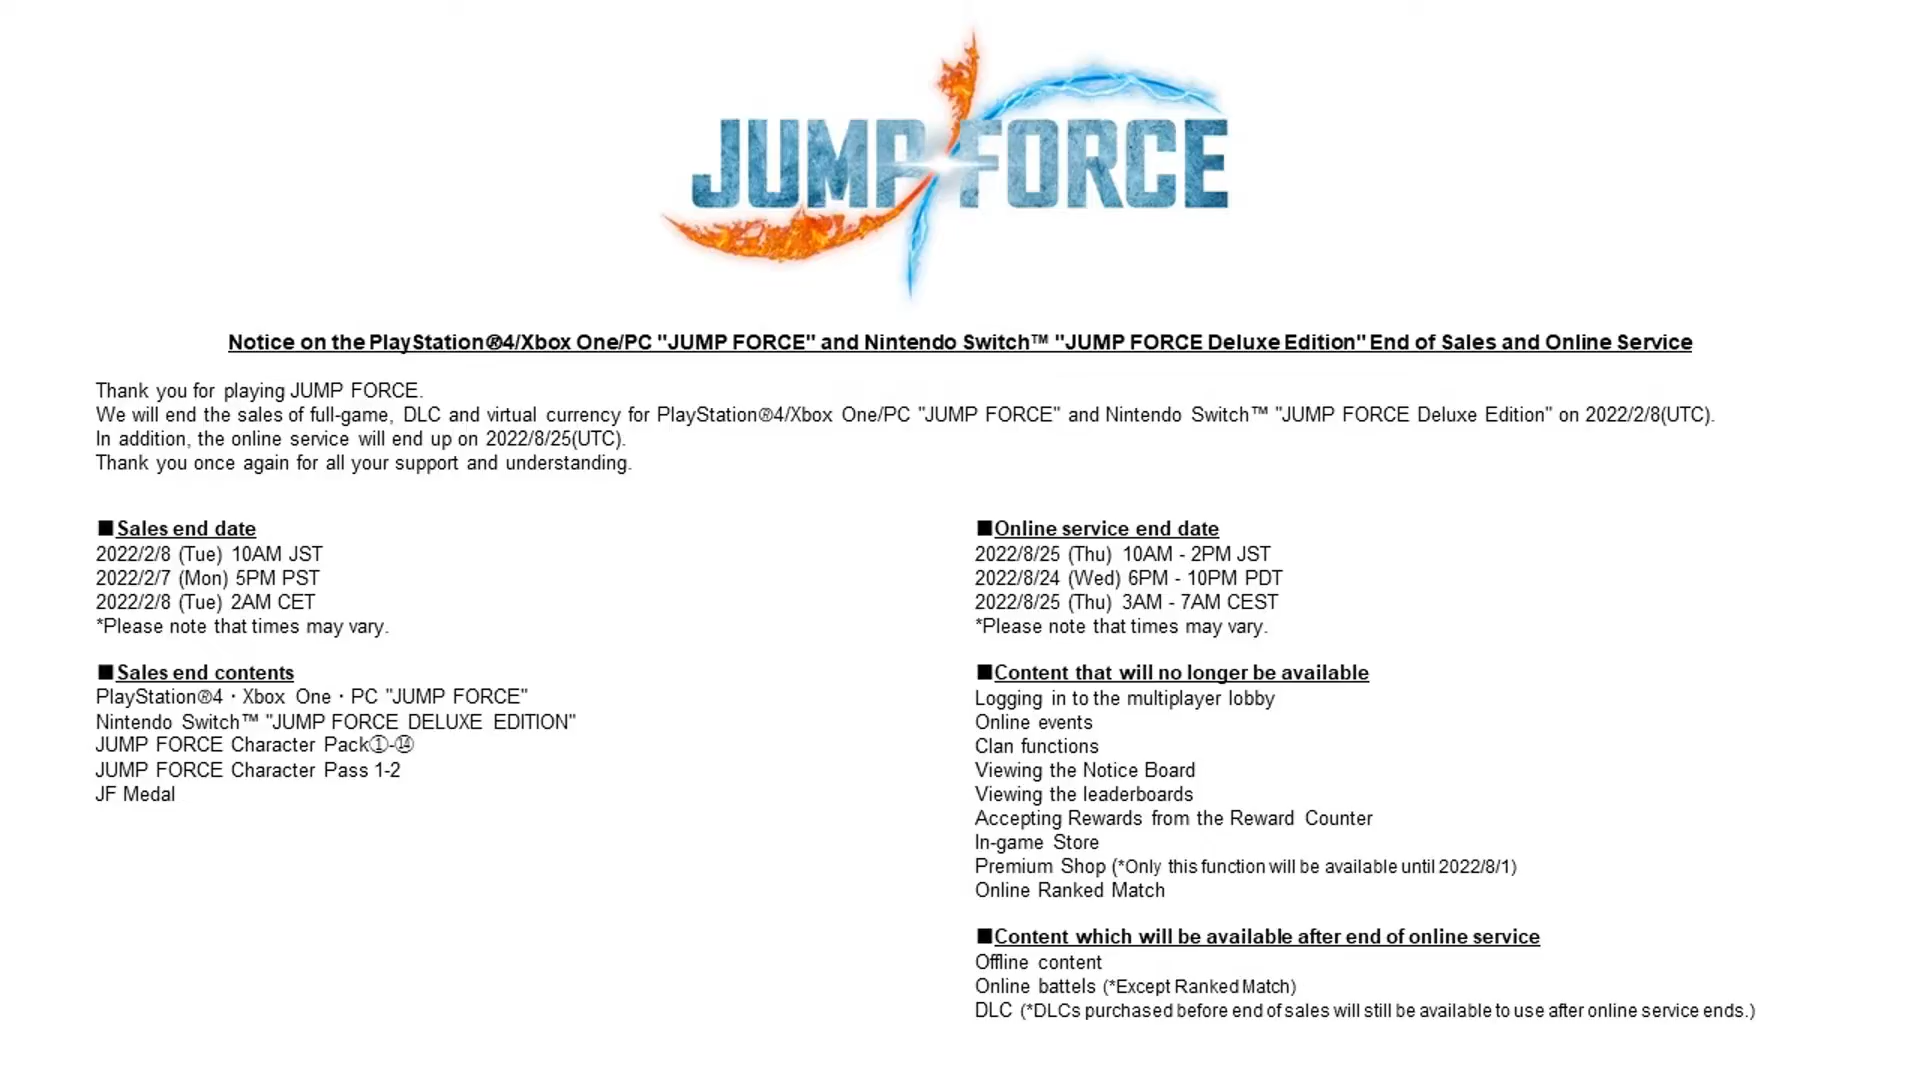 JUMP FORCE
Notice on the PlayStation®4/Xbox One/PC "JUMP FORCE" and Nintendo Switch™ "JUMP FORCE Deluxe Edition" End of Sales and Online Service
Thank you for playing JUMP FORCE.
We will end the sales of full-game, DLC and virtual currency for PlayStation®4/Xbox One/PC "JUMP FORCE" and Nintendo Switch™ "JUMP FORCE Deluxe Edition" on 2022/2/8(UTC).
In addition, the online service will end up on 2022/8/25(UTC).
Thank you once again for all your support and understanding.
■Sales end date
2022/2/8 (Tue) 10AM JST
2022/2/7 (Mon) 5PM PST
2022/2/8 (Tue) 2AM CET
*Please note that times may vary.
■Sales end contents
PlayStation®4・Xbox One・PC "JUMP FORCE"
Nintendo Switch™ "JUMP FORCE DELUXE EDITION"
JUMP FORCE Character Pack①-⑭
JUMP FORCE Character Pass 1-2
JF Medal
■Online service end date
2022/8/25 (Thu) 10AM - 2PM JST
2022/8/24 (Wed) 6PM - 10PM PDT
2022/8/25 (Thu) 3AM - 7AM CEST
*Please note that times may vary.
■Content that will no longer be available
Logging in to the multiplayer lobby
Online events
Clan functions
Viewing the Notice Board
Viewing the leaderboards
Accepting Rewards from the Reward Counter
In-game Store
Premium Shop (*Only this function will be available until 2022/8/1)
Online Ranked Match
■Content which will be available after end of online service
Offline content
Online battels (*Except Ranked Match)
DLC (*DLCs purchased before end of sales will still be available to use after online service ends.)